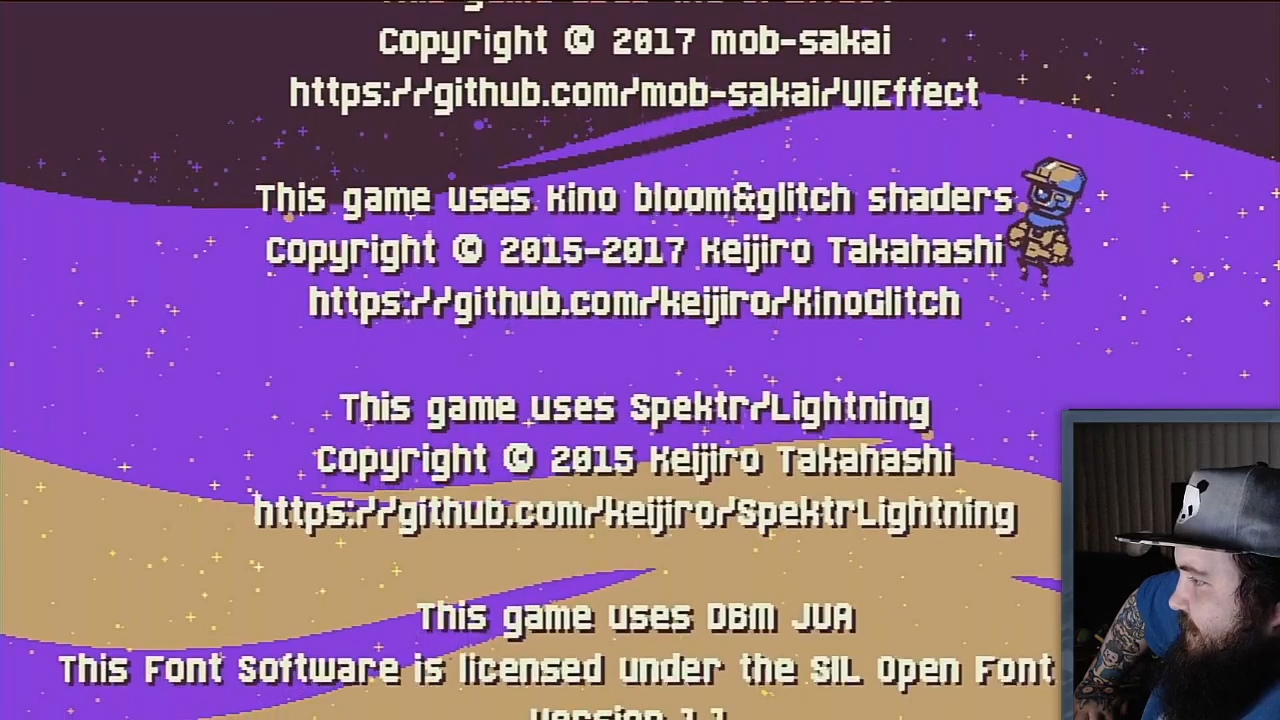 Copyright © 2017 mob-sakai
https://github.com/mob-sakai/UIEffect
This game uses Kino bloom&glitch shaders
Copyright © 2015-2017 Keijiro Takahashi
https://github.com/keijiro/KinoGlitch
This game uses Spektr/Lightning
Copyright © 2015 Keijiro Takahashi
https://github.com/keijiro/SpektrLightning
This game uses DBM JUA
This Font Software is licensed under the SIL Open Font